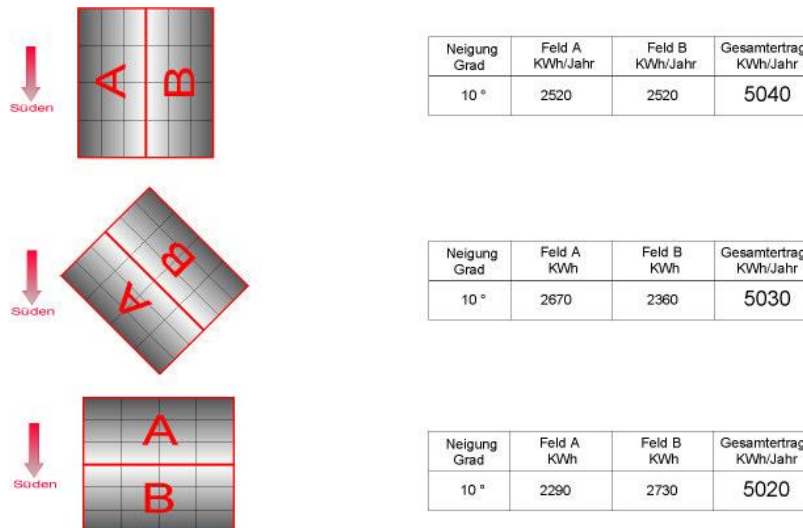 A B
Süden
Neigung Grad Feld A KWh/Jahr Feld B KWh/Jahr Gesamtertrag KWh/Jahr
10 ° 2520 2520 5040
A B
Süden
Neigung Grad Feld A KWh Feld B KWh Gesamtertrag KWh/Jahr
10 ° 2670 2360 5030
A
B
Süden
Neigung Grad Feld A KWh Feld B KWh Gesamtertrag KWh/Jahr
10 ° 2290 2730 5020